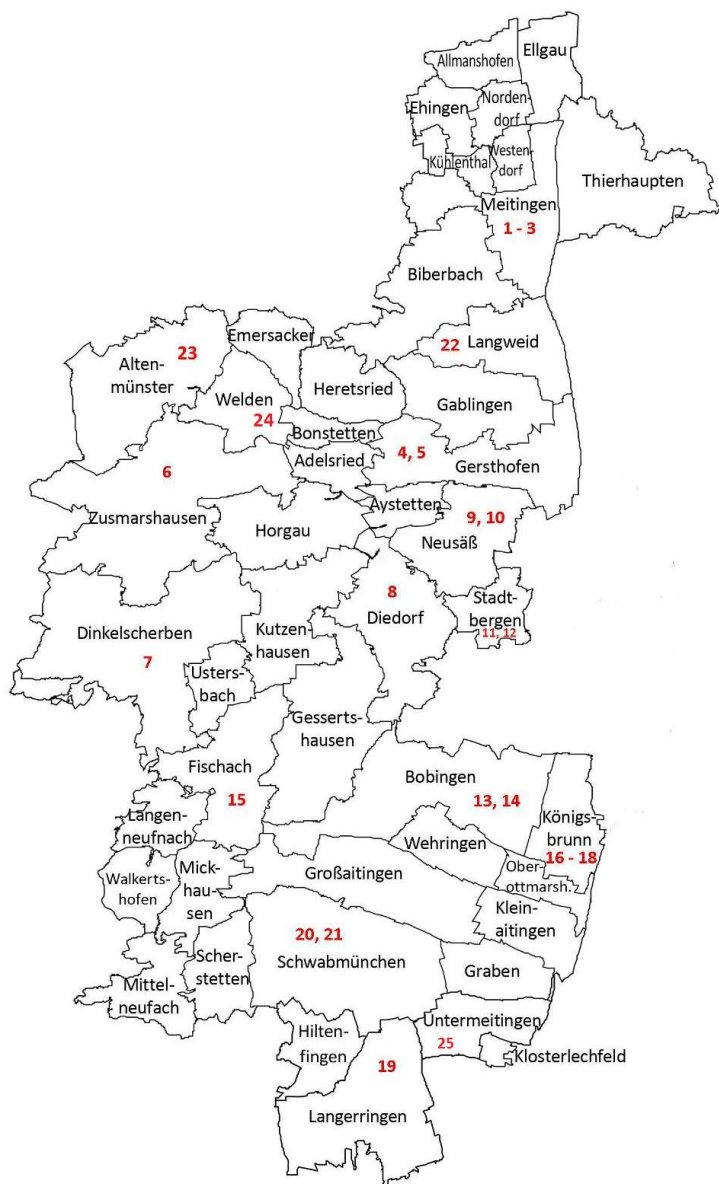 Ellgau
Allmanshofen
Ehingen
Norden-
dorf
Kühlenthal
Westen-
dorf
Thierhaupten
Meitingen
1 - 3
Biberbach
Emersacker
23
Alten-
münster
22
Langweid
Heretsried
Welden
24
Gablingen
Bonstetten
4, 5
Adelsried
Gersthofen
6
Aystetten
9, 10
Zusmarshausen
Horgau
Neusäß
8
Diedorf
Stadt-
bergen
11, 12
Dinkelscherben
7
Kutzen-
hausen
Usters-
bach
Gesserts-
hausen
Fischach
15
Bobingen
13, 14
Langen-
neufnach
Königs-
brunn
16 - 18
Wehringen
Ober-
ottmarsh.
Walkerts-
hofen
Mick-
hau-
sen
Großaitingen
Klein-
aitingen
20, 21
Schwabmünchen
Scher-
stetten
Graben
Mittel-
neufach
Untermeitingen
25
Hilten-
fingen
Klosterlechfeld
19
Langerringen